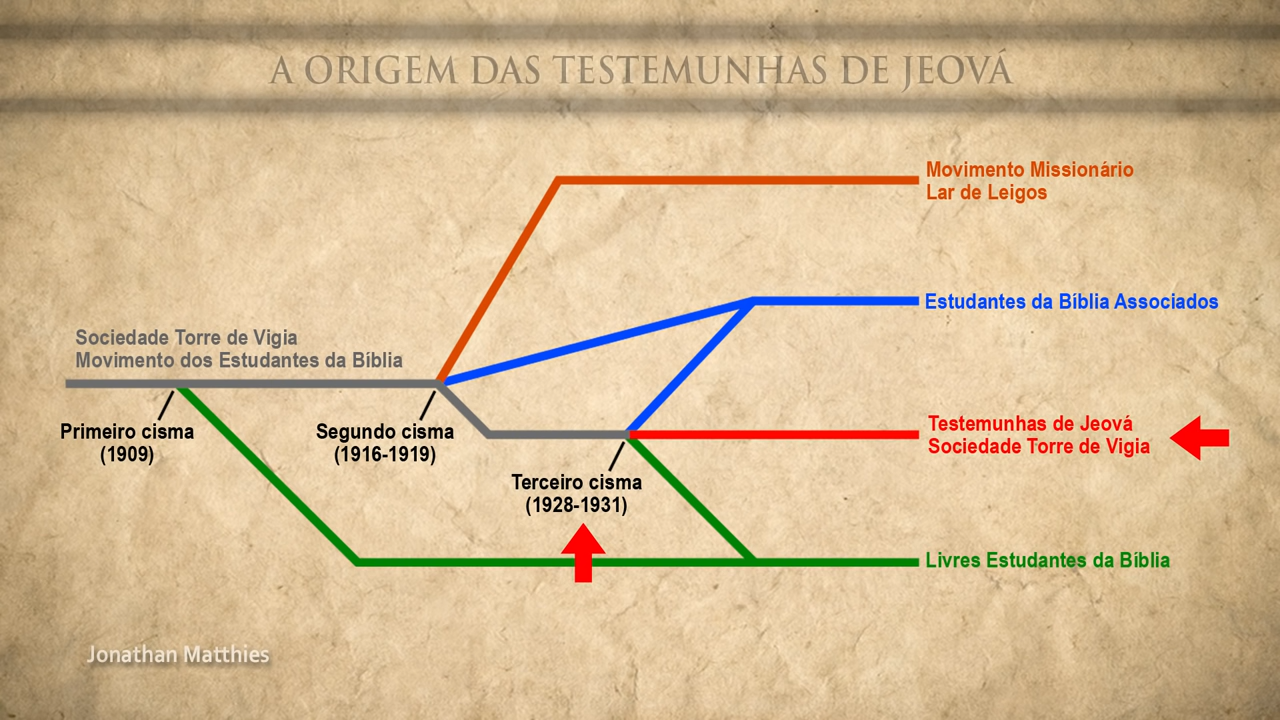 A ORIGEM DAS TESTEMUNHAS DE JEOVÁ
Movimento Missionário
Lar de Leigos
Estudantes da Bíblia Associados
Sociedade Torre de Vigia
Movimento dos Estudantes da Bíblia
Primeiro cisma
(1909)
Segundo cisma
(1916-1919)
Testemunhas de Jeová
Sociedade Torre de Vigia
Terceiro cisma
(1928-1931)
Livres Estudantes da Bíblia
Jonathan Matthies